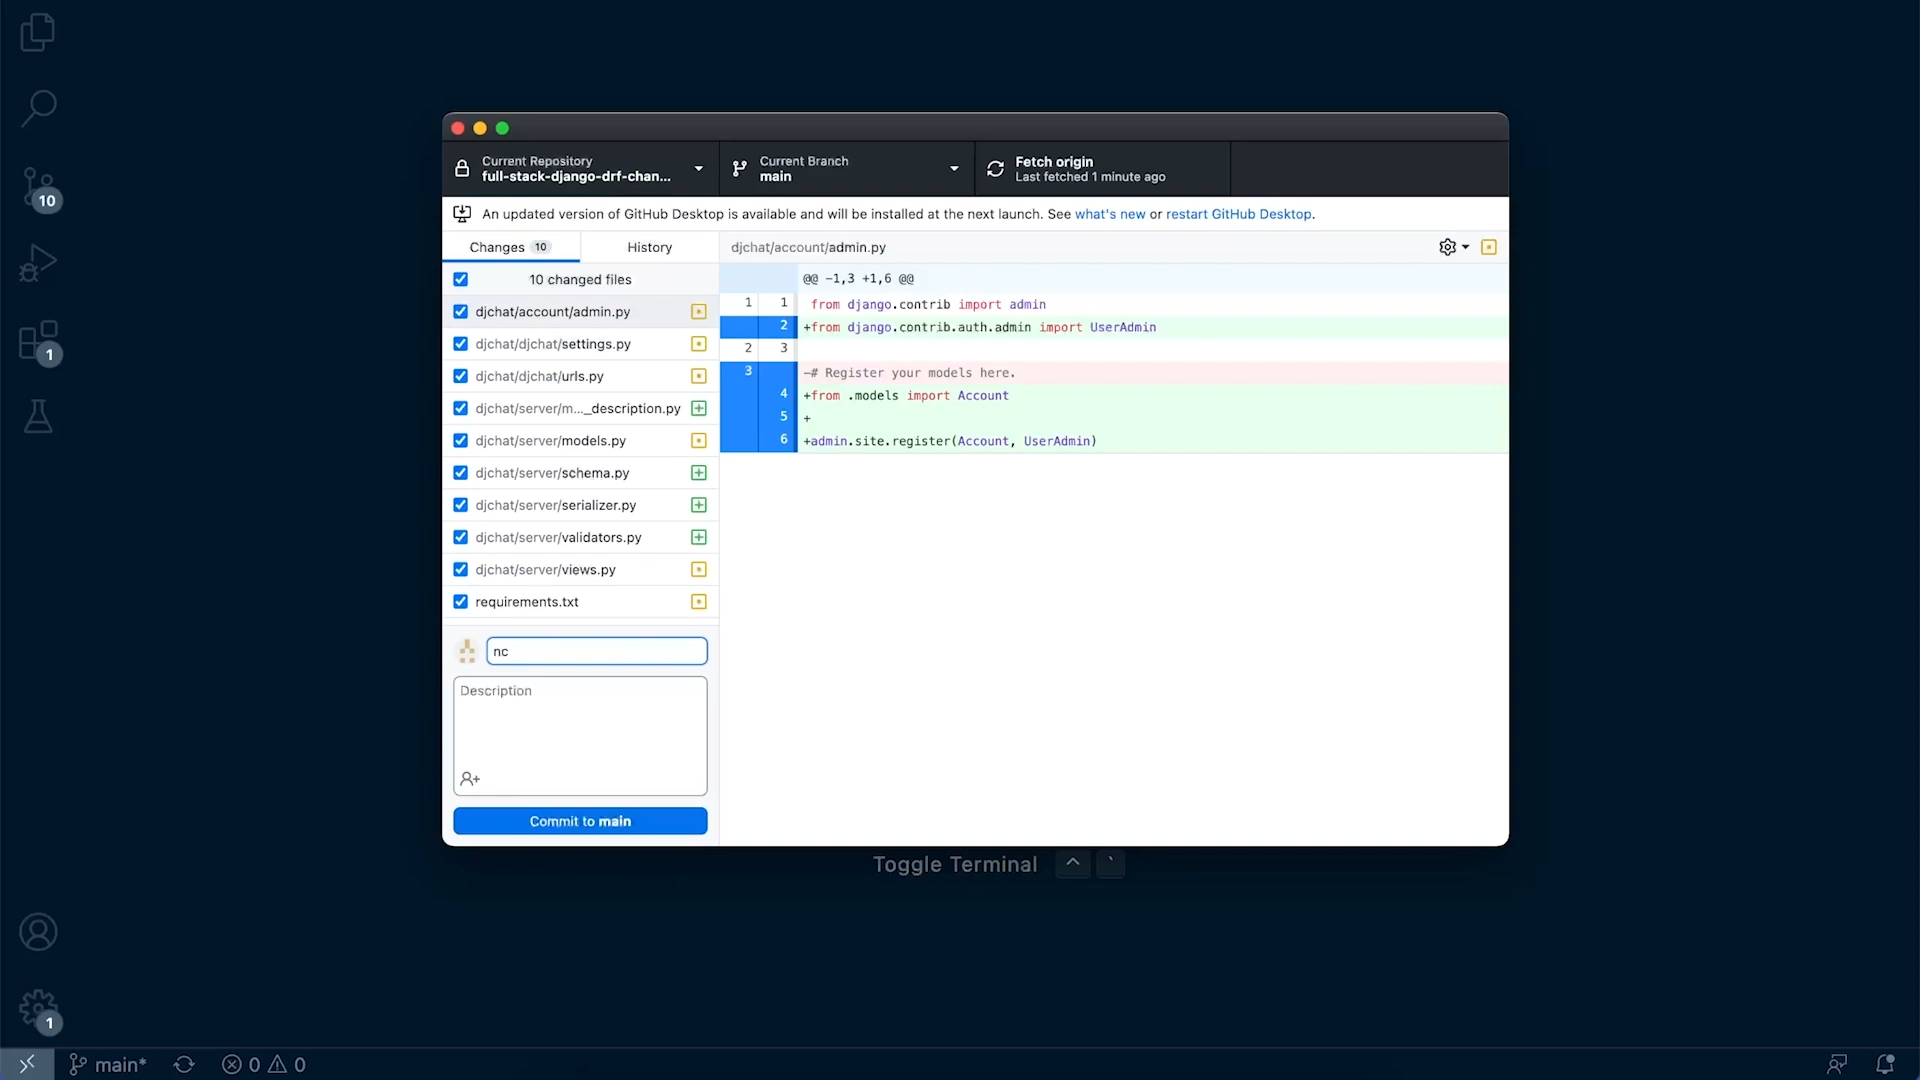 Current Repository
full-stack-django-drf-chan...
Current Branch
main
Fetch origin
Last fetched 1 minute ago
An updated version of GitHub Desktop is available and will be installed at the next launch. See what's new or restart GitHub Desktop.
Changes 10
History
djchat/account/admin.py
10 changed files
djchat/account/admin.py
djchat/djchat/settings.py
djchat/djchat/urls.py
djchat/server/m..._description.py
djchat/server/models.py
djchat/server/schema.py
djchat/server/serializer.py
djchat/server/validators.py
djchat/server/views.py
requirements.txt
nc
Description
Commit to main
@@ -1,3 +1,6 @@
1 1 from django.contrib import admin
2 +from django.contrib.auth.admin import UserAdmin
2 3
3 -# Register your models here.
4 +from .models import Account
5 +
6 +admin.site.register(Account, UserAdmin)
Toggle Terminal ^ `
10
1
1
main*
0
0